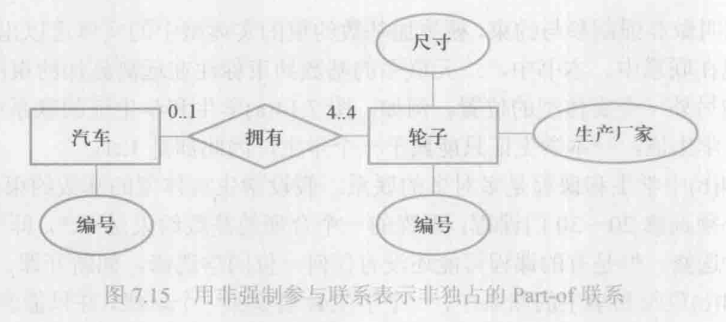 尺寸
汽车
0..1
拥有
4..4
轮子
生产厂家
编号
编号
图 7.15 用非强制参与联系表示非独占的 Part-of 联系